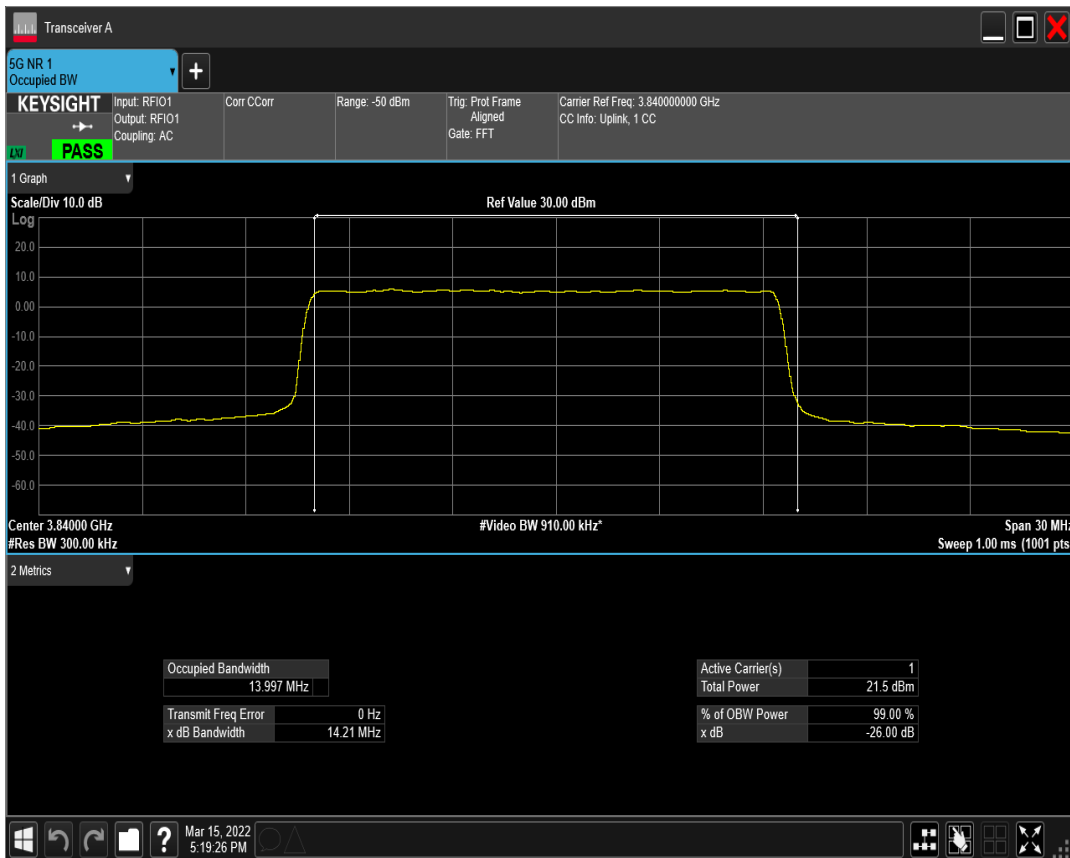 Transceiver A
5G NR 1
Occupied BW
+
KEYSIGHT
LXI
PASS
Input: RFIO1
Output: RFIO1
Coupling: AC
Corr CCorr
Range: -50 dBm
Trig: Prot Frame
Aligned
Gate: FFT
Carrier Ref Freq: 3.840000000 GHz
CC Info: Uplink, 1 CC
1 Graph
Scale/Div 10.0 dB
Ref Value 30.00 dBm
Log
20.0
10.0
0.00
-10.0
-20.0
-30.0
-40.0
-50.0
-60.0
Center 3.84000 GHz
#Video BW 910.00 kHz*
Span 30 MHz
#Res BW 300.00 kHz
Sweep 1.00 ms (1001 pts
2 Metrics
Occupied Bandwidth
13.997 MHz
Transmit Freq Error 0 Hz
x dB Bandwidth 14.21 MHz
Active Carrier(s) 1
Total Power 21.5 dBm
% of OBW Power 99.00 %
x dB -26.00 dB
?
Mar 15, 2022
5:19:26 PM